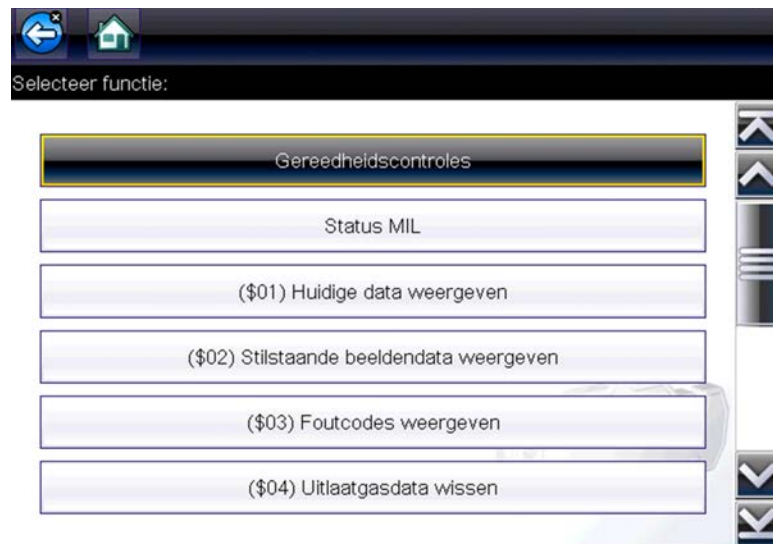 Selecteer functie:
Gereedheidscontroles
Status MIL
($01) Huidige data weergeven
($02) Stilstaande beeldendata weergeven
($03) Foutcodes weergeven
($04) Uitlaatgasdata wissen